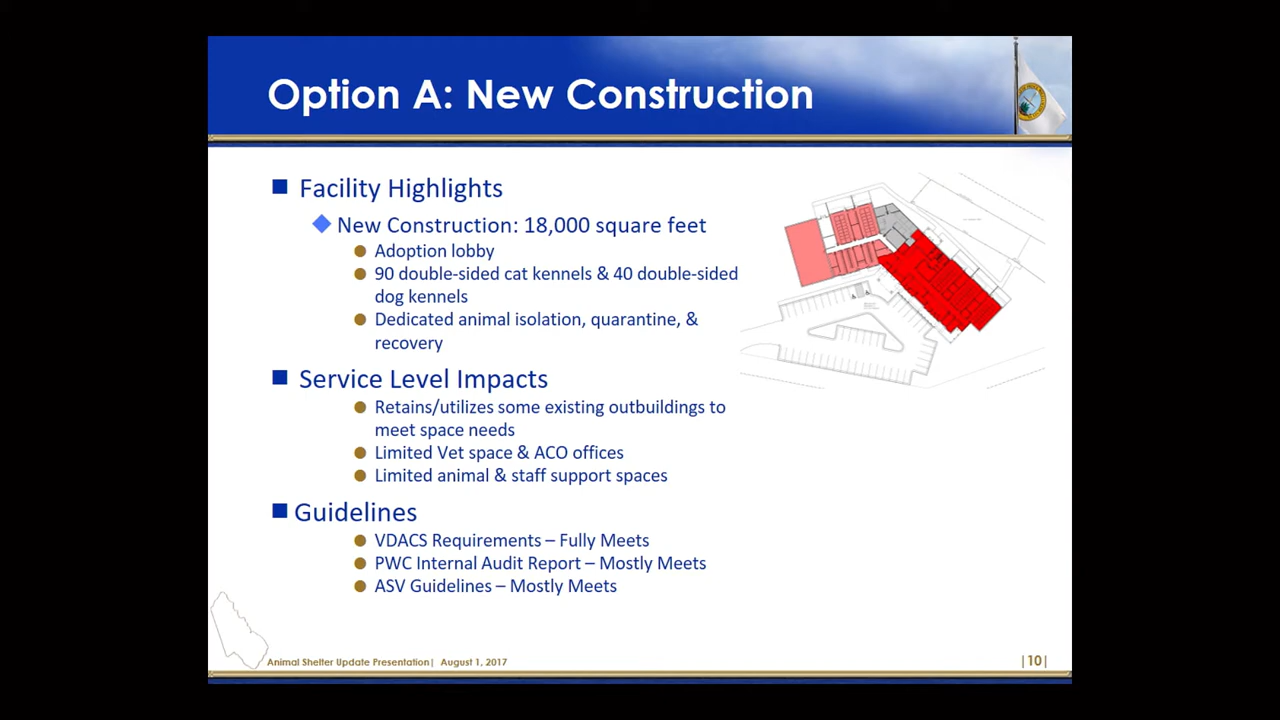 Option A: New Construction
Facility Highlights
New Construction: 18,000 square feet
Adoption lobby
90 double-sided cat kennels & 40 double-sided
dog kennels
Dedicated animal isolation, quarantine, &
recovery
Service Level Impacts
Retains/utilizes some existing outbuildings to
meet space needs
Limited Vet space & ACO offices
Limited animal & staff support spaces
Guidelines
VDACS Requirements – Fully Meets
PWC Internal Audit Report – Mostly Meets
ASV Guidelines – Mostly Meets
Animal Shelter Update Presentation| August 1, 2017
|10|